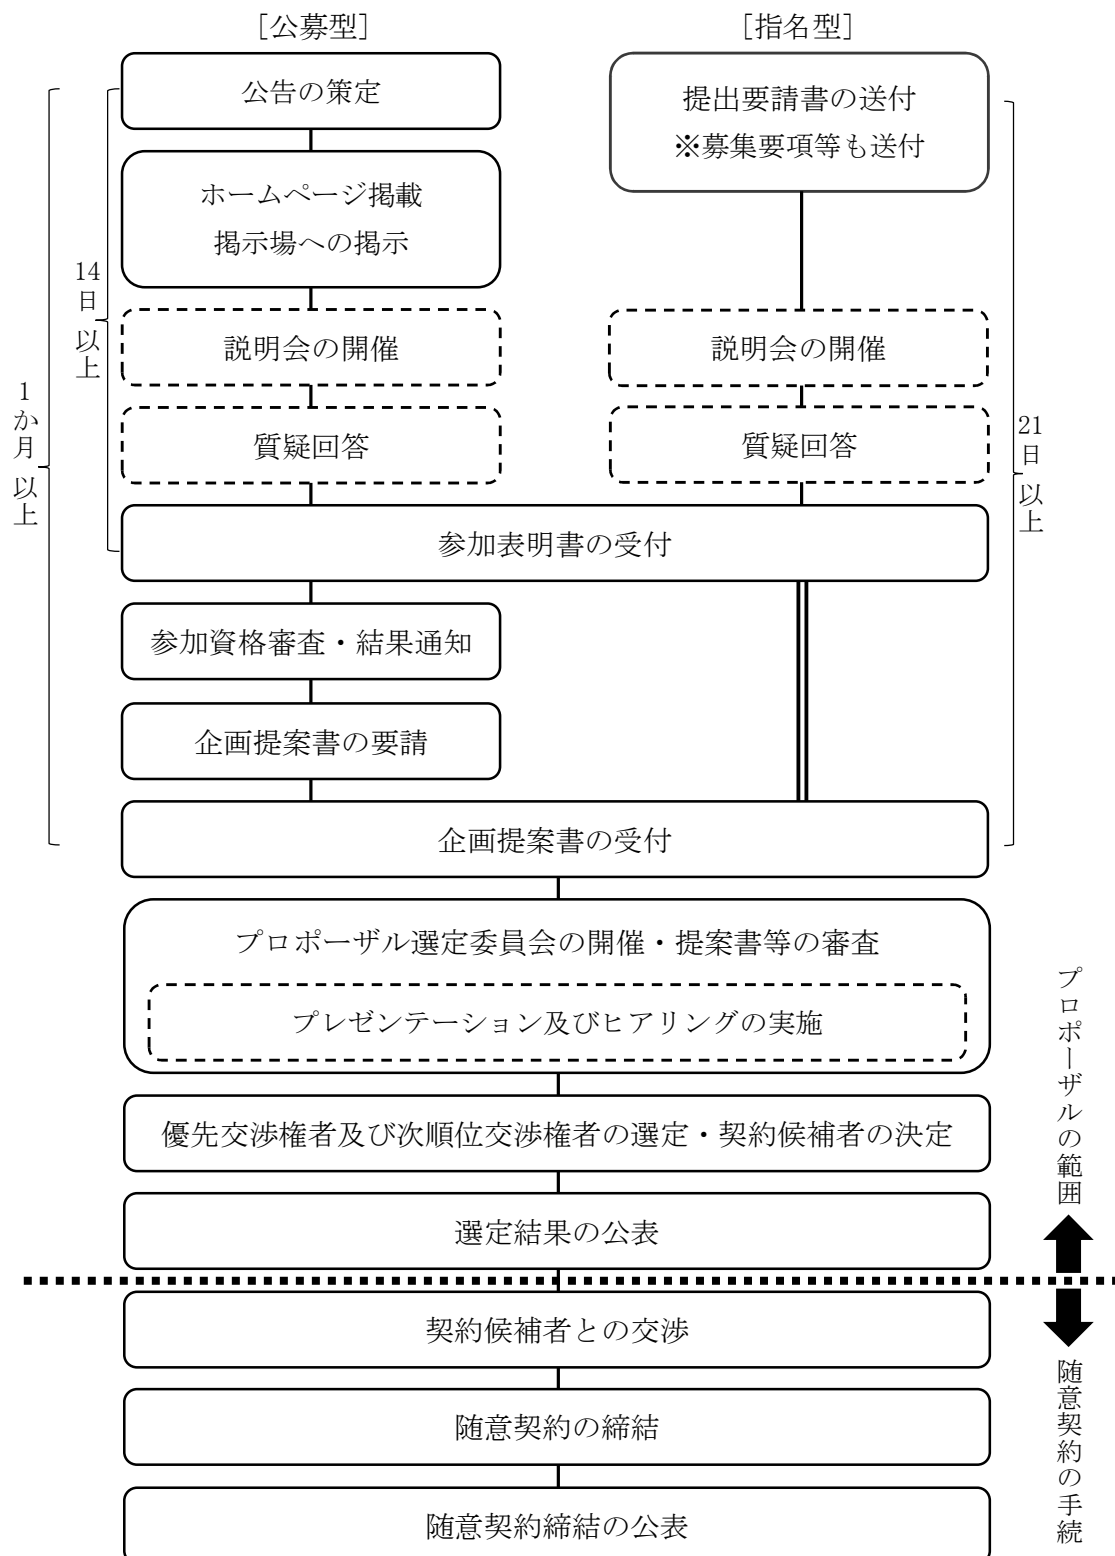 ［公募型］
［指名型］
公告の策定
提出要請書の送付
※募集要項等も送付
ホームページ掲載
掲示場への掲示
14日以上
説明会の開催
説明会の開催
1か月以上
質疑回答
質疑回答
21日以上
参加表明書の受付
参加資格審査・結果通知
企画提案書の要請
企画提案書の受付
プロポーザル選定委員会の開催・提案書等の審査
プレゼンテーション及びヒアリングの実施
プロポーザルの範囲
優先交渉権者及び次順位交渉権者の選定・契約候補者の決定
選定結果の公表
契約候補者との交渉
随意契約の締結
随意契約の手続
随意契約締結の公表